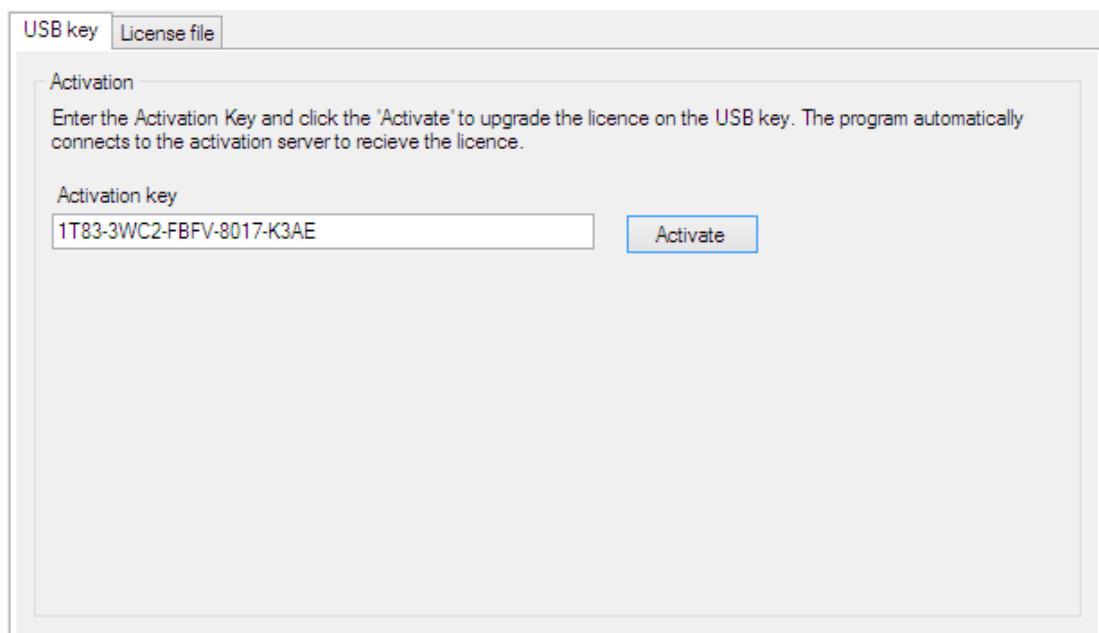 USB key
License file
Activation
Enter the Activation Key and click the 'Activate' to upgrade the licence on the USB key. The program automatically
connects to the activation server to recieve the licence.
Activation key
1T83-3WC2-FBFV-8017-K3AE
Activate